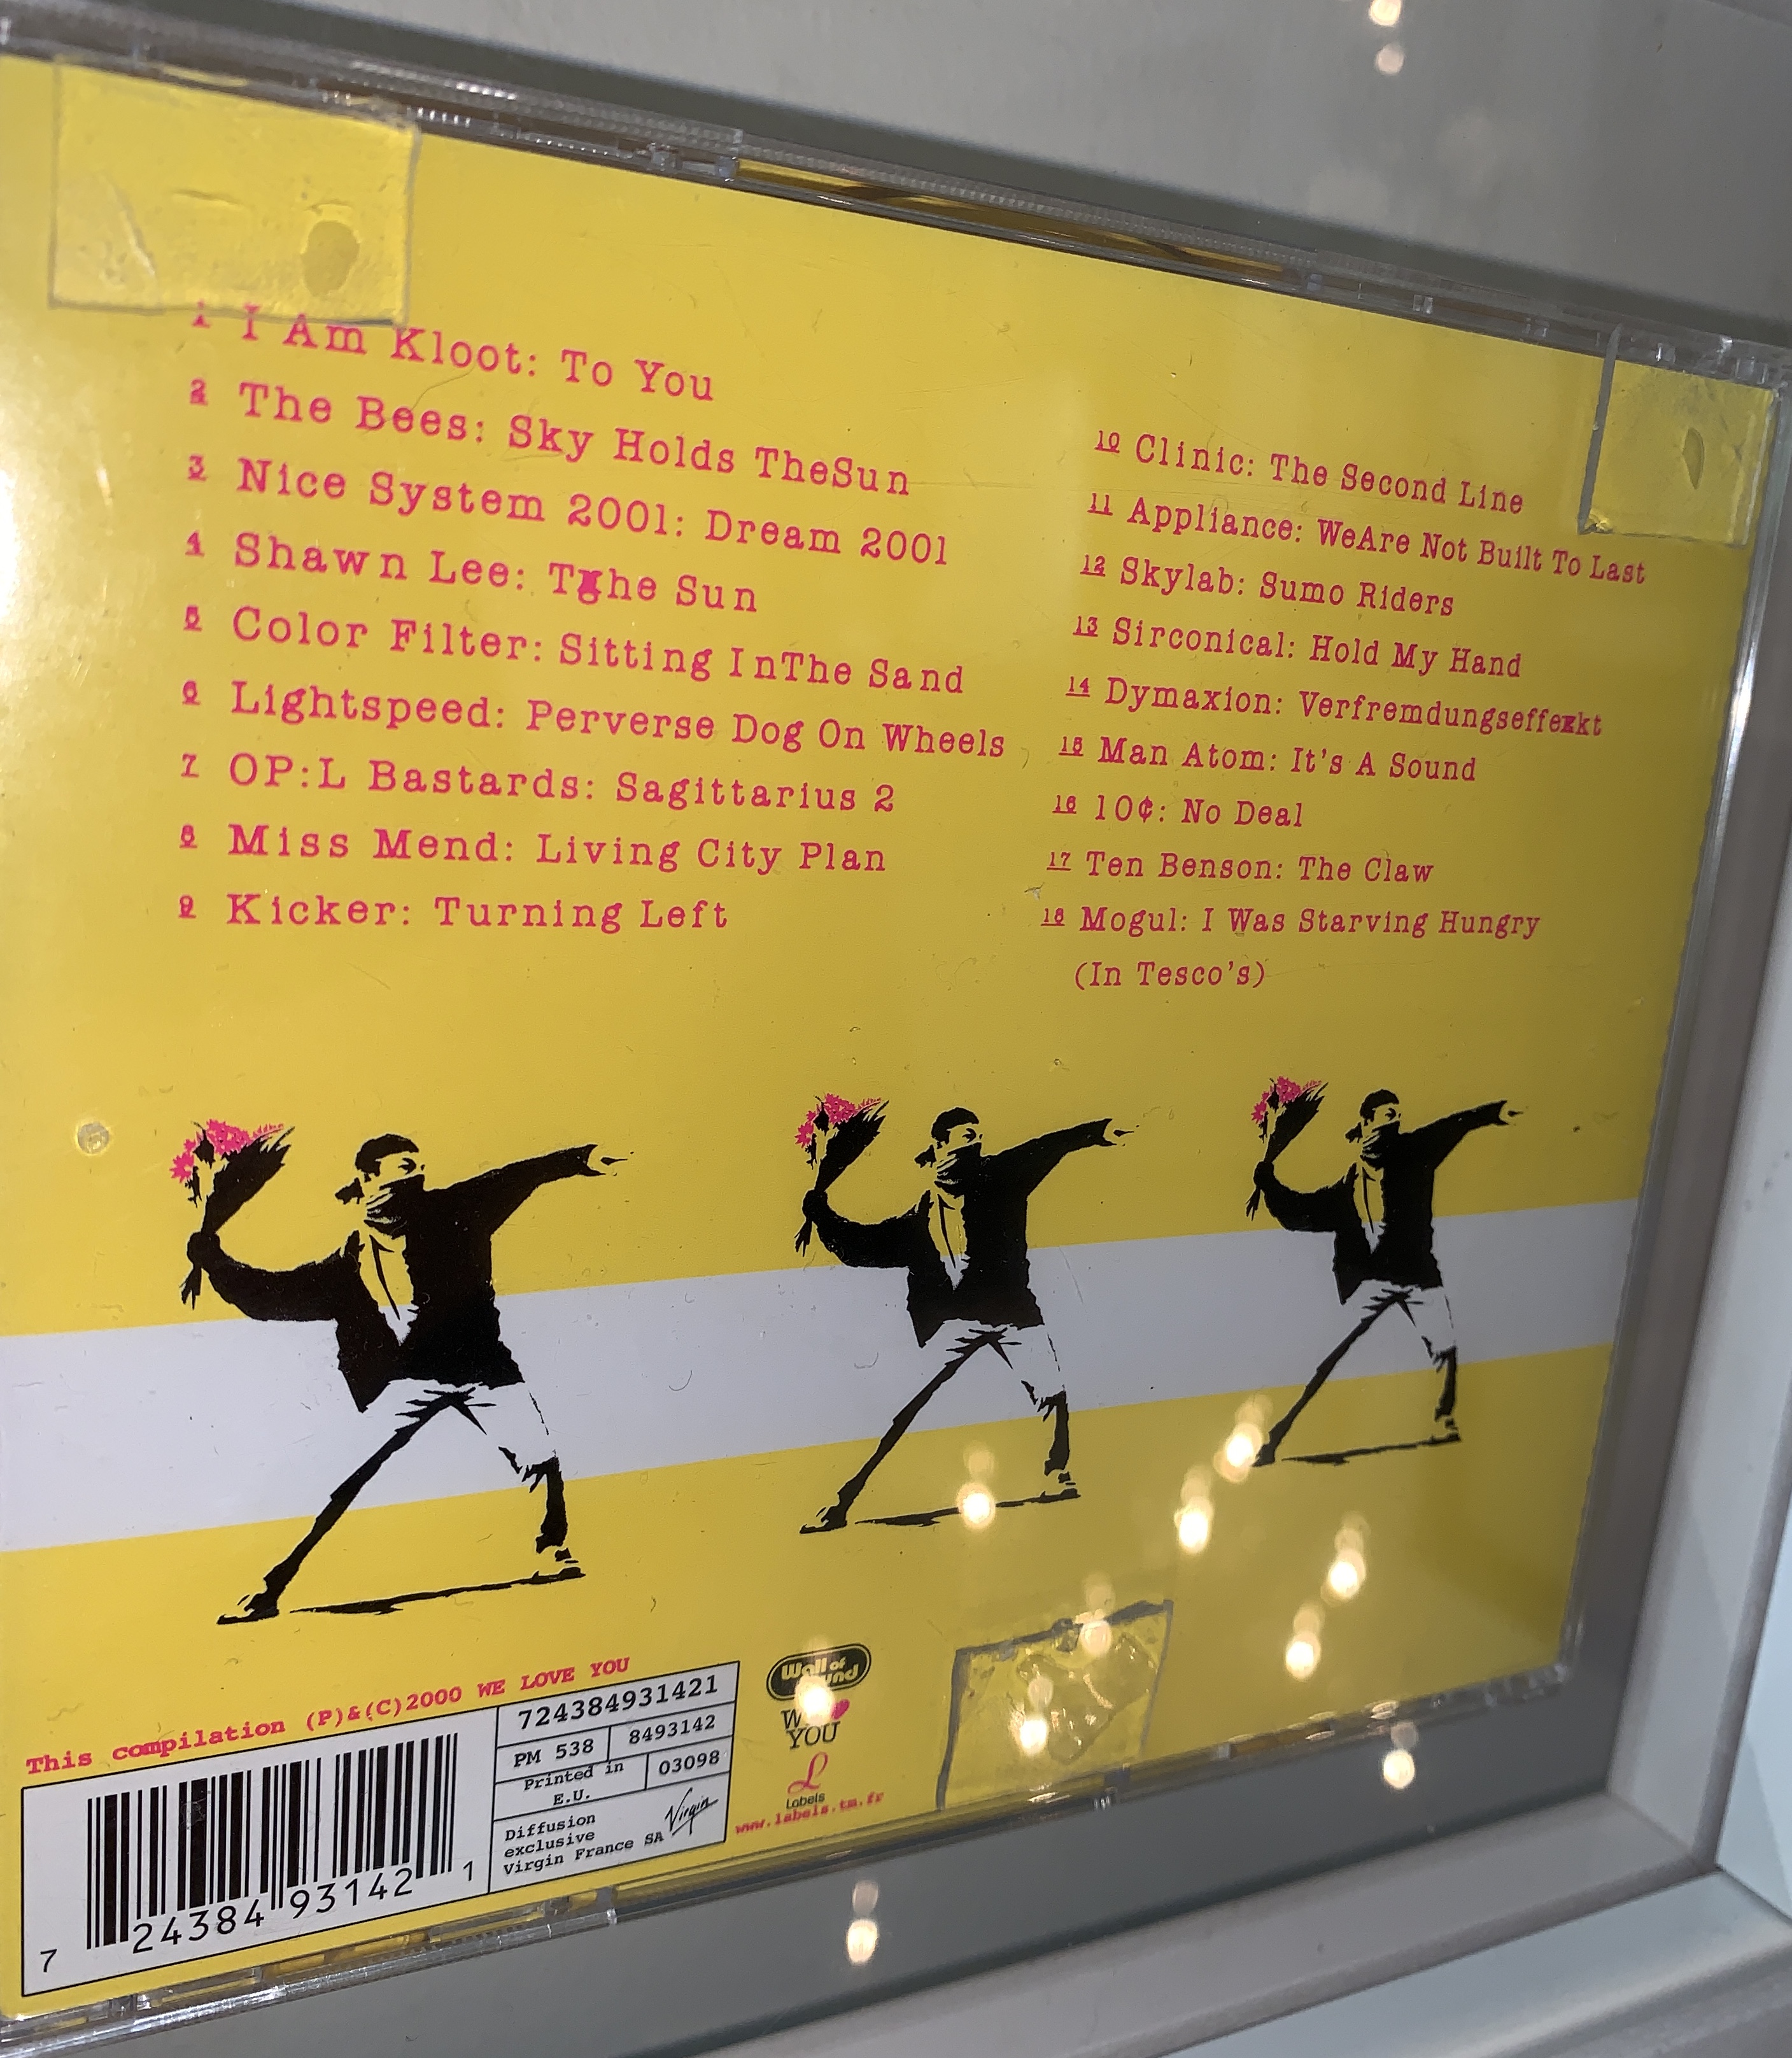 1 I Am Kloot: To You
2 The Bees: Sky Holds TheSun
3 Nice System 2001: Dream 2001
4 Shawn Lee: Txhe Sun
5 Color Filter: Sitting InThe Sand
6 Lightspeed: Perverse Dog On Wheels
7 OP:L Bastards: Sagittarius 2
8 Miss Mend: Living City Plan
9 Kicker: Turning Left
10 Clinic: The Second Line
11 Appliance: WeAre Not Built To Last
12 Skylab: Sumo Riders
13 Sirconical: Hold My Hand
14 Dymaxion: Verfremdungseffexkt
15 Man Atom: It's A Sound
16 10¢: No Deal
17 Ten Benson: The Claw
18 Mogul: I Was Starving Hungry
(In Tesco's)
This compilation (P)&(C)2000 WE LOVE YOU
7 24384 93142 1
724384931421
PM 538 8493142
Printed in
E.U.
03098
Diffusion
exclusive
Virgin France SA
Virgin
Wall of
YOU
L
Labels
www.labels.tm.fr